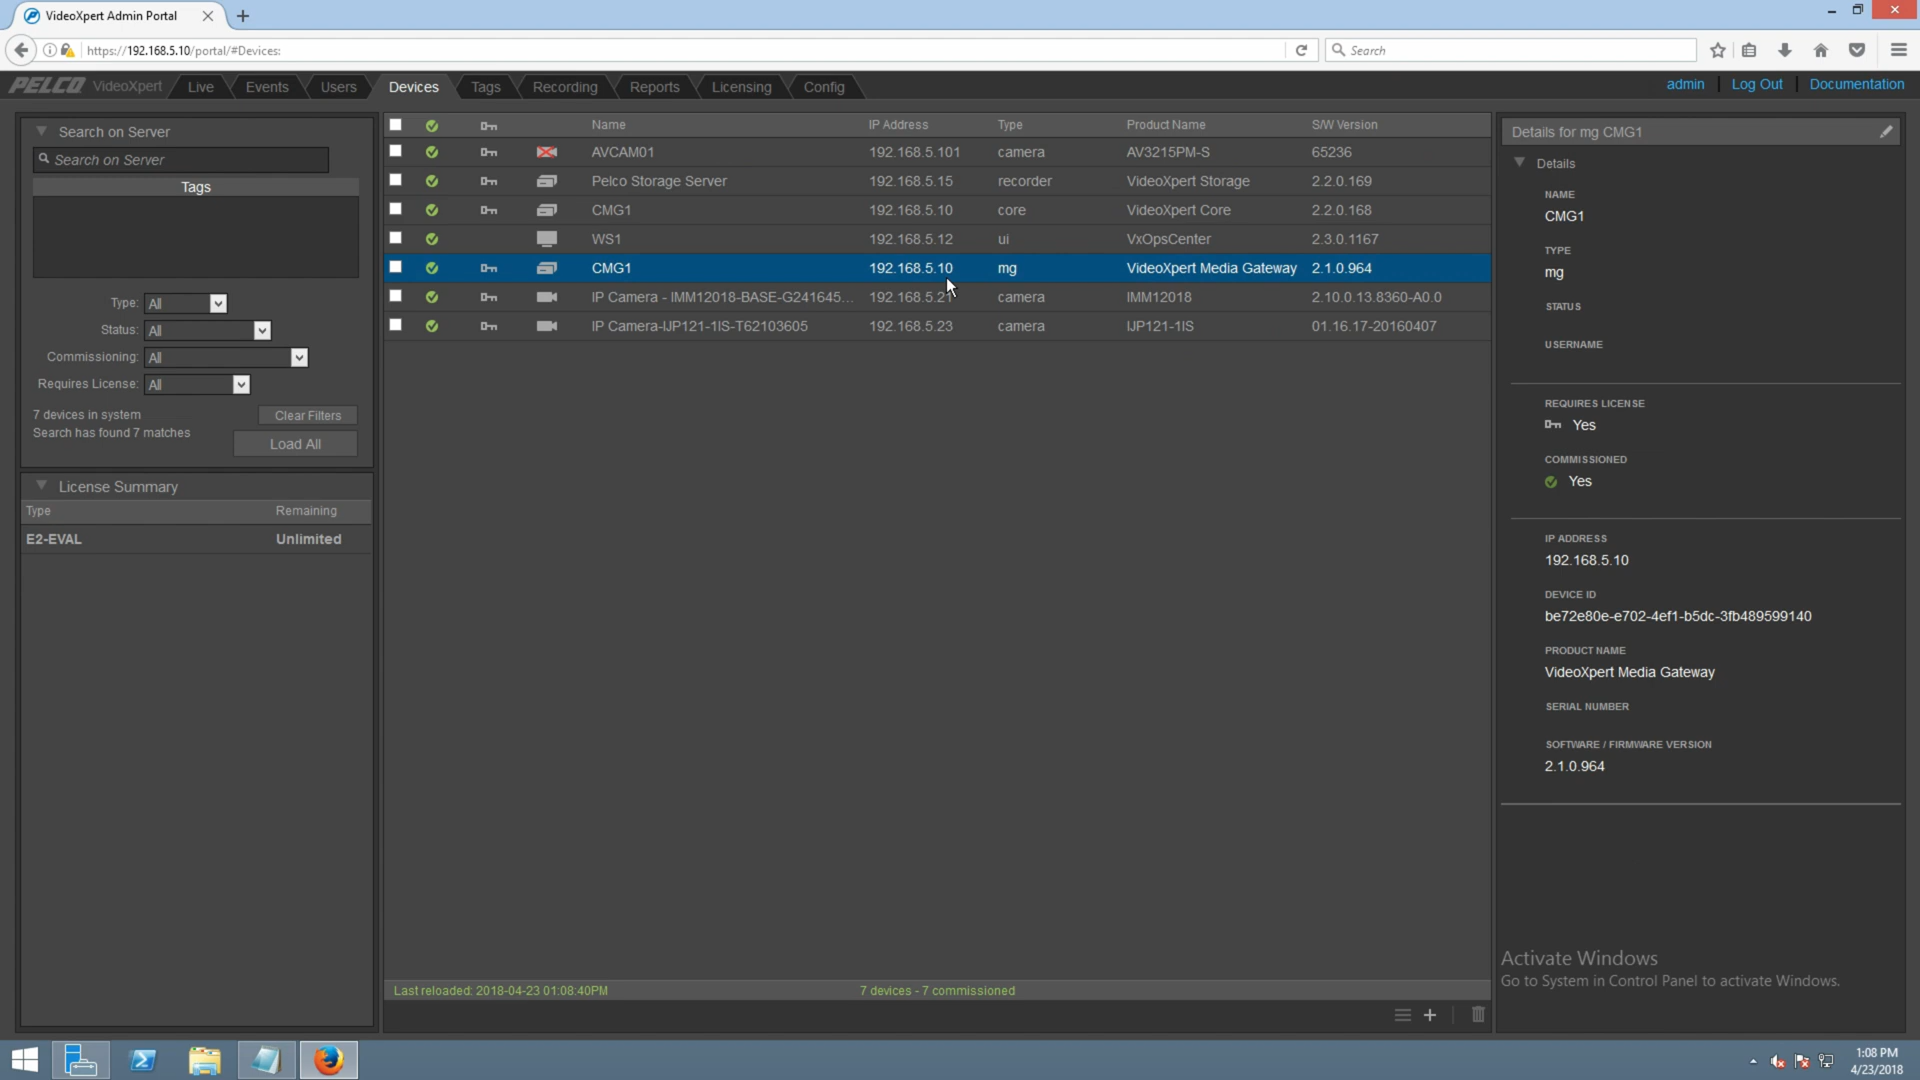 VideoXpert Admin Portal
https://192.168.5.10/portal/#Devices:
Search
PELCO VideoXpert
Live
Events
Users
Devices
Tags
Recording
Reports
Licensing
Config
admin
Log Out
Documentation
Search on Server
Search on Server
Tags
Type: All
Status: All
Commissioning: All
Requires License: All
7 devices in system
Clear Filters
Search has found 7 matches
Load All
License Summary
Type Remaining
E2-EVAL Unlimited
Name IP Address Type Product Name S/W Version
AVCAM01 192.168.5.101 camera AV3215PM-S 65236
Pelco Storage Server 192.168.5.15 recorder VideoXpert Storage 2.2.0.169
CMG1 192.168.5.10 core VideoXpert Core 2.2.0.168
WS1 192.168.5.12 ui VxOpsCenter 2.3.0.1167
CMG1 192.168.5.10 mg VideoXpert Media Gateway 2.1.0.964
IP Camera - IMM12018-BASE-G241645... 192.168.5.21 camera IMM12018 2.10.0.13.8360-A0.0
IP Camera-IJP121-1IS-T62103605 192.168.5.23 camera IJP121-1IS 01.16.17-20160407
Last reloaded: 2018-04-23 01:08:40PM
7 devices - 7 commissioned
Details for mg CMG1
Details
NAME
CMG1
TYPE
mg
STATUS
USERNAME
REQUIRES LICENSE
Yes
COMMISSIONED
Yes
IP ADDRESS
192.168.5.10
DEVICE ID
be72e80e-e702-4ef1-b5dc-3fb489599140
PRODUCT NAME
VideoXpert Media Gateway
SERIAL NUMBER
SOFTWARE / FIRMWARE VERSION
2.1.0.964
Activate Windows
Go to System in Control Panel to activate Windows.
1:08 PM
4/23/2018